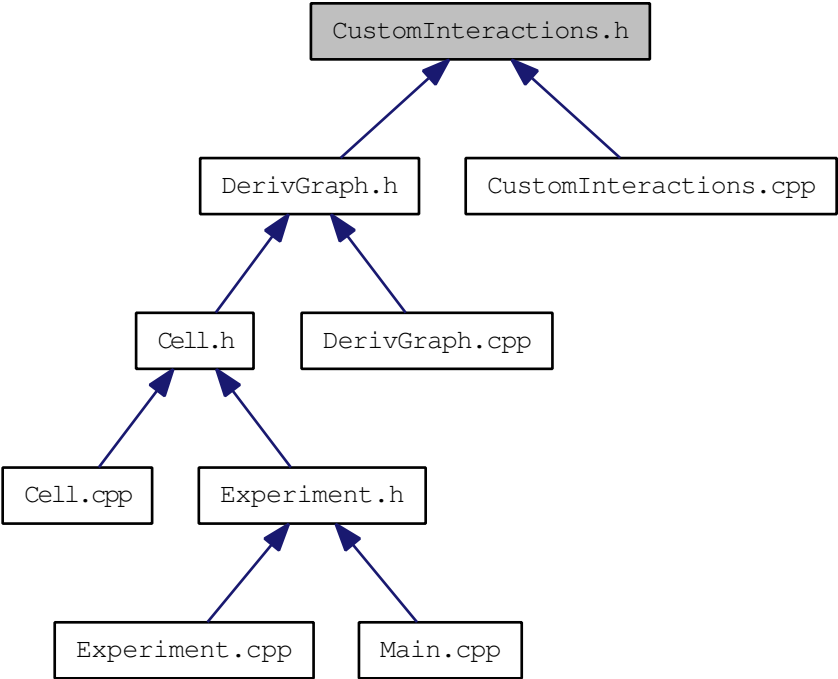 CustomInteractions.h
DerivGraph.h
CustomInteractions.cpp
Cell.h
DerivGraph.cpp
Cell.cpp
Experiment.h
Experiment.cpp
Main.cpp